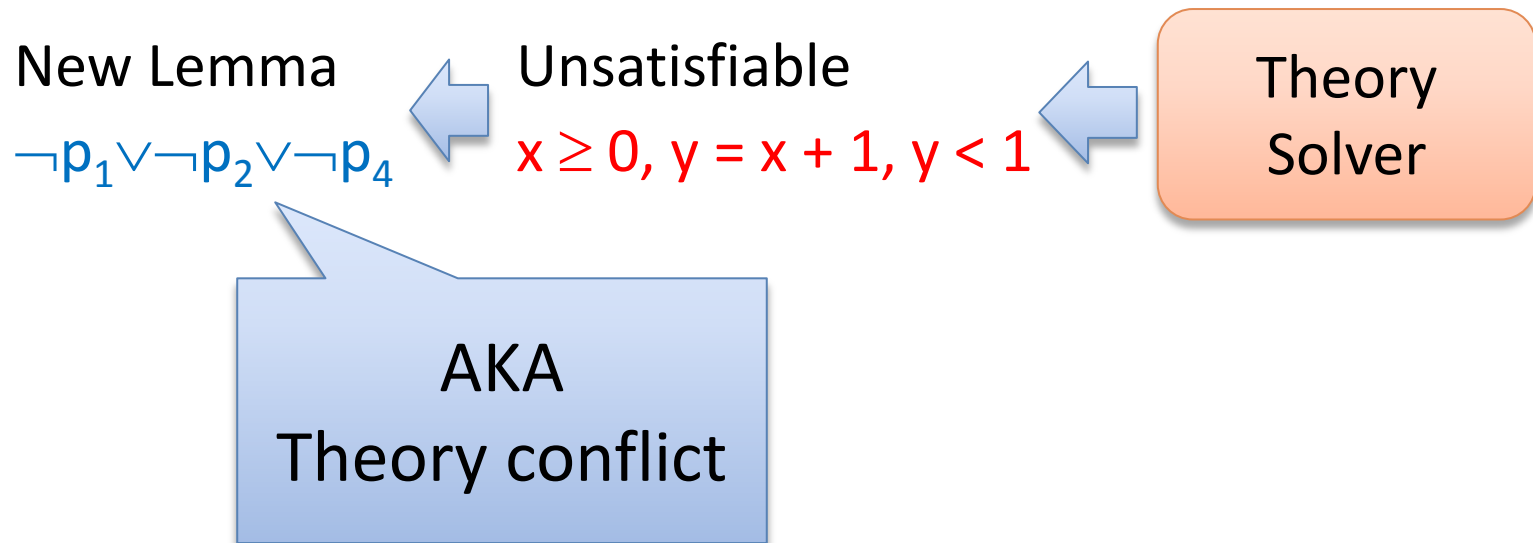 New Lemma
¬p₁∨¬p₂∨¬p₄
Unsatisfiable
x ≥ 0, y = x + 1, y < 1
Theory
Solver
AKA
Theory conflict